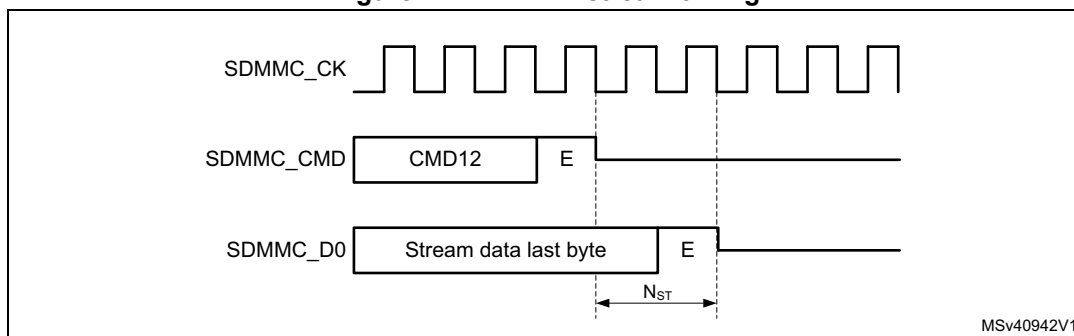 SDMMC_CK
SDMMC_CMD
CMD12
E
SDMMC_D0
Stream data last byte
E
NST
MSv40942V1